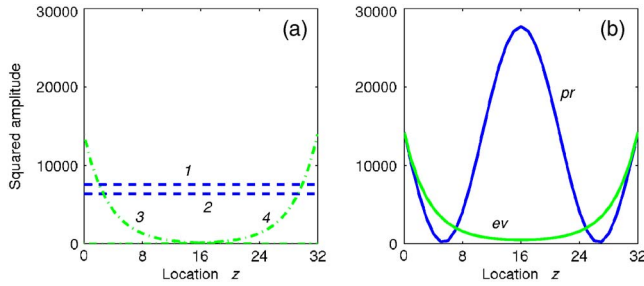 (a)
Squared amplitude
30000
20000
10000
0
1
2
3
4
0 8 16 24 32
Location z
(b)
30000
20000
10000
0
pr
ev
0 8 16 24 32
Location z